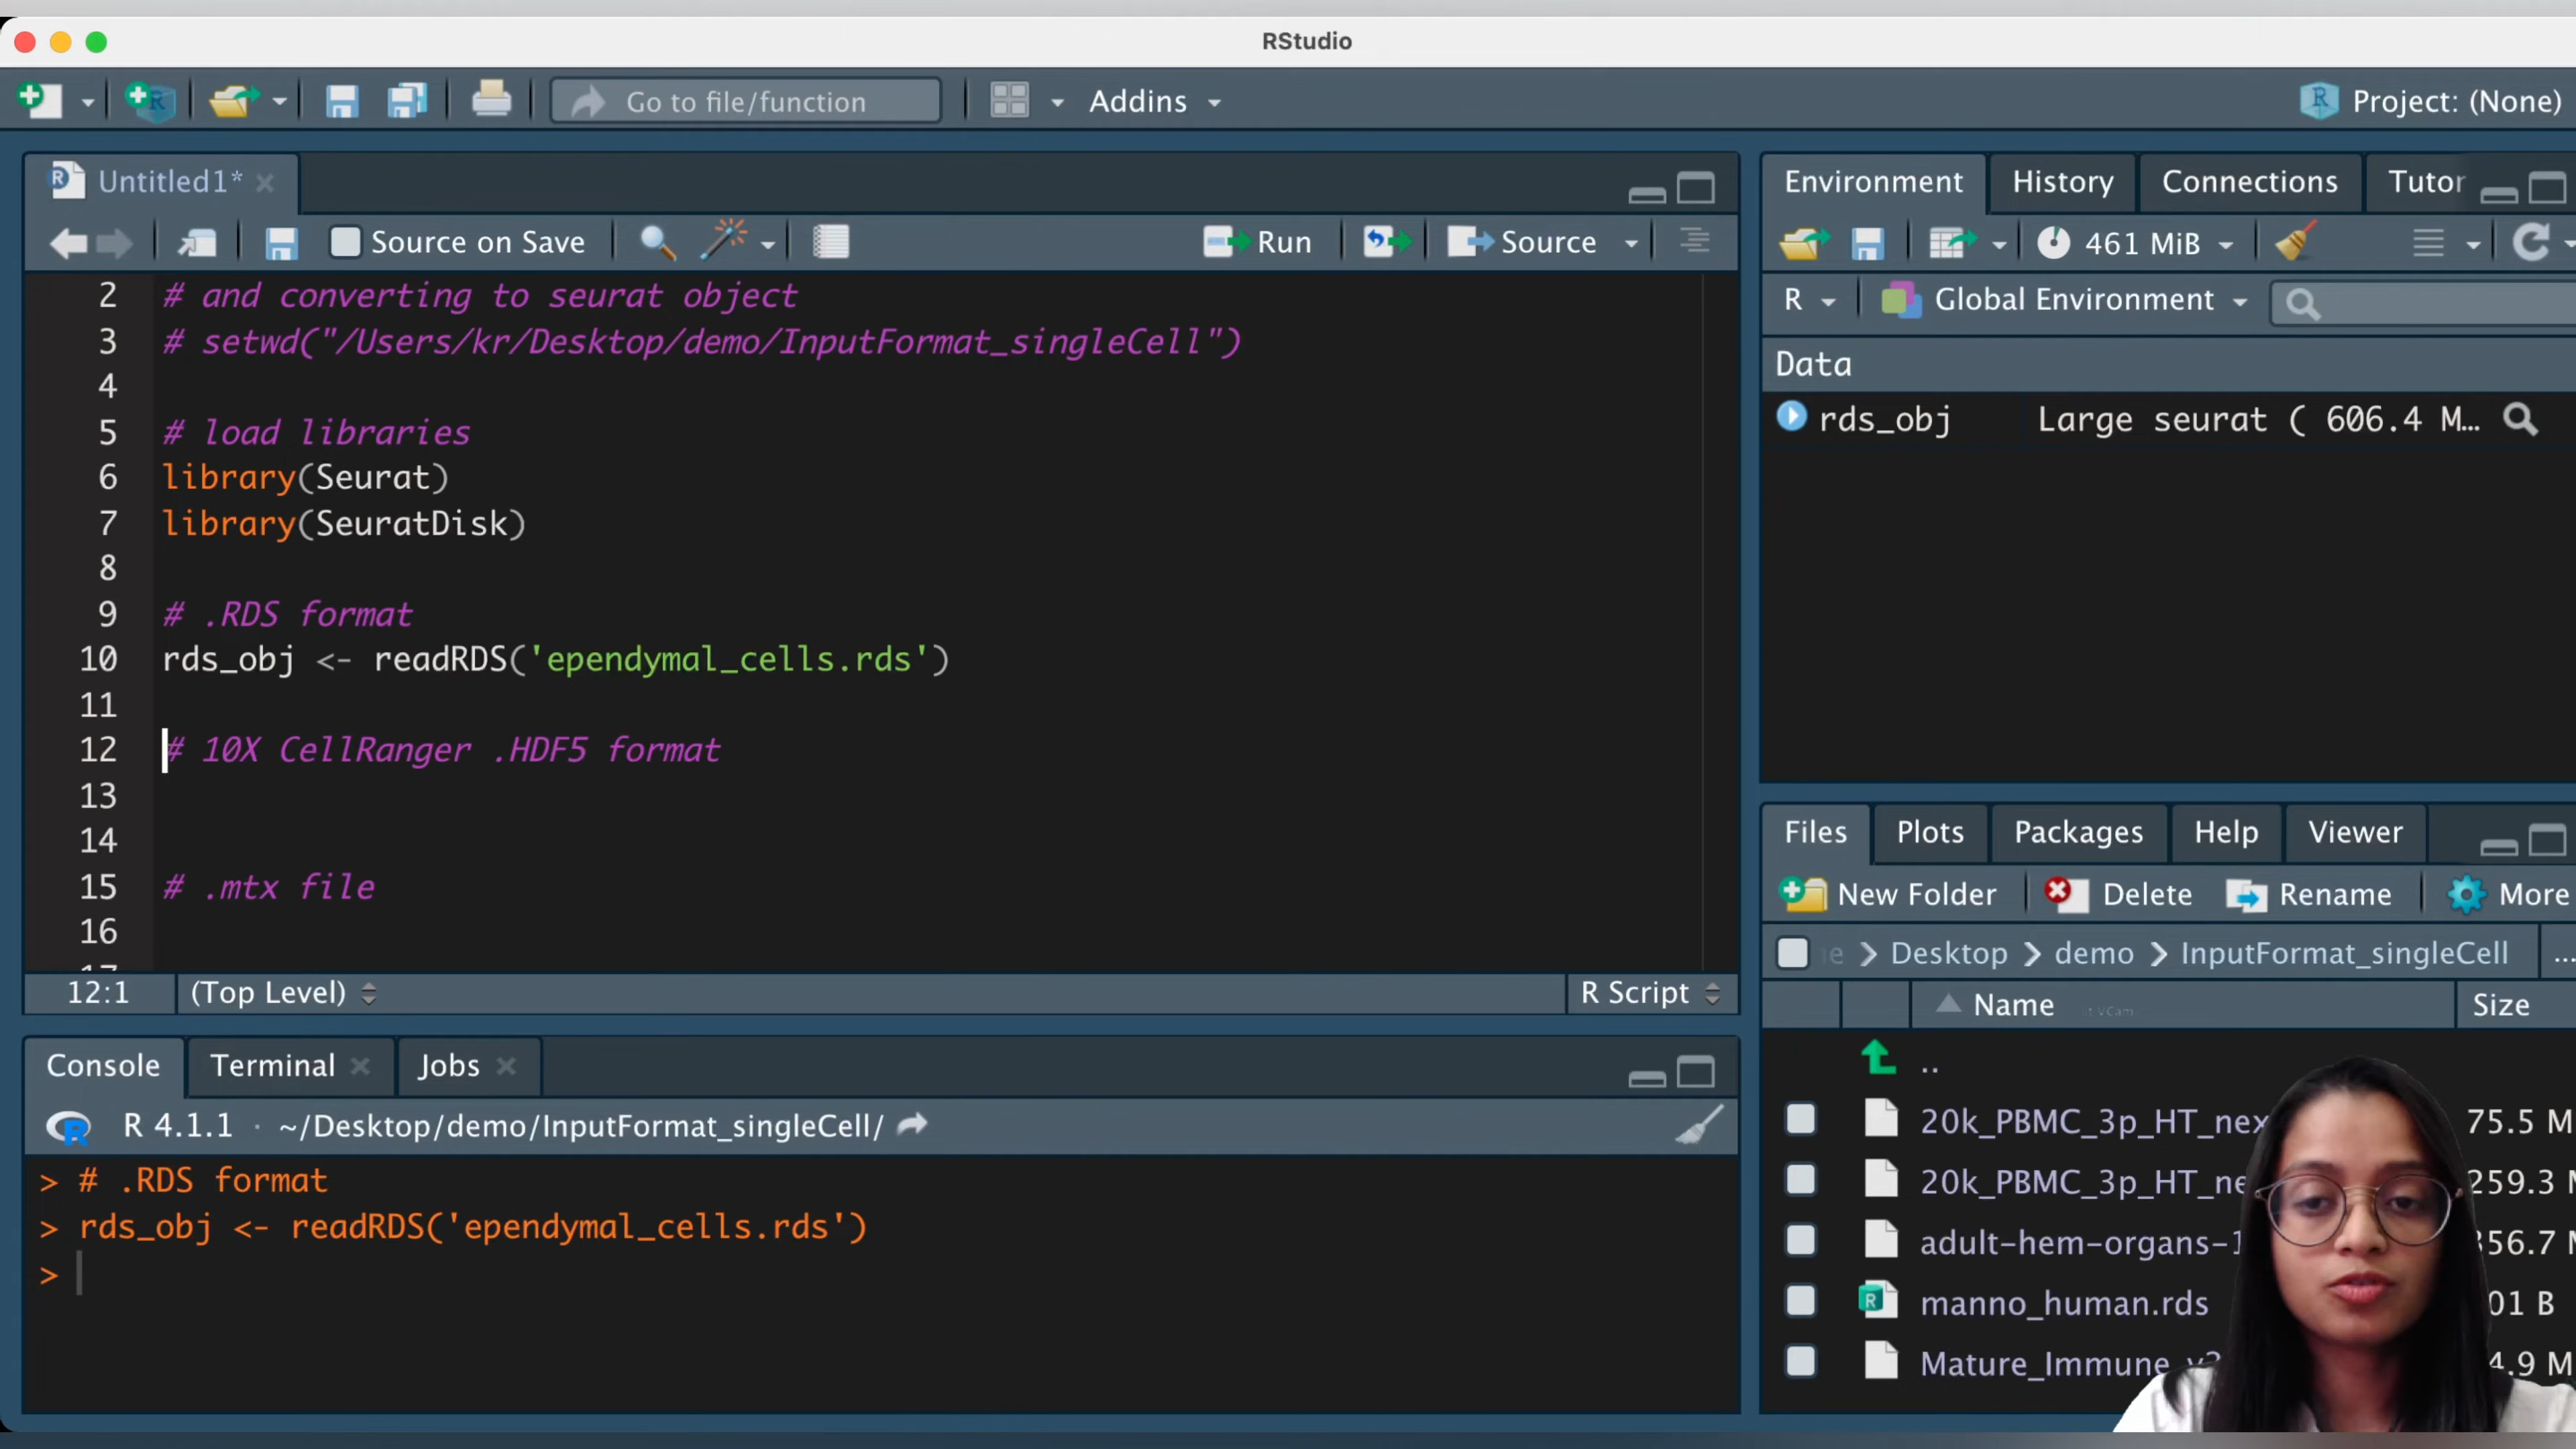 RStudio
Go to file/function
Addins
Project: (None)
Untitled1*
Source on Save
Run
Source
2 # and converting to seurat object
3 # setwd("/Users/kr/Desktop/demo/InputFormat_singleCell")
4
5 # load libraries
6 library(Seurat)
7 library(SeuratDisk)
8
9 # .RDS format
10 rds_obj <- readRDS('ependymal_cells.rds')
11
12 # 10X CellRanger .HDF5 format
13
14
15 # .mtx file
16
17
12:1 (Top Level) R Script
Console Terminal Jobs
R 4.1.1 · ~/Desktop/demo/InputFormat_singleCell/
> # .RDS format
> rds_obj <- readRDS('ependymal_cells.rds')
>
Environment History Connections Tutor
461 MiB
R Global Environment
Data
rds_obj Large seurat ( 606.4 M…
Files Plots Packages Help Viewer
New Folder Delete Rename More
Desktop demo InputFormat_singleCell ...
Name Size
..
20k_PBMC_3p_HT_nex 75.5 M
20k_PBMC_3p_HT_ne 259.3 M
adult-hem-organs-1 56.7 M
manno_human.rds 01 B
Mature_Immune 4.9 M